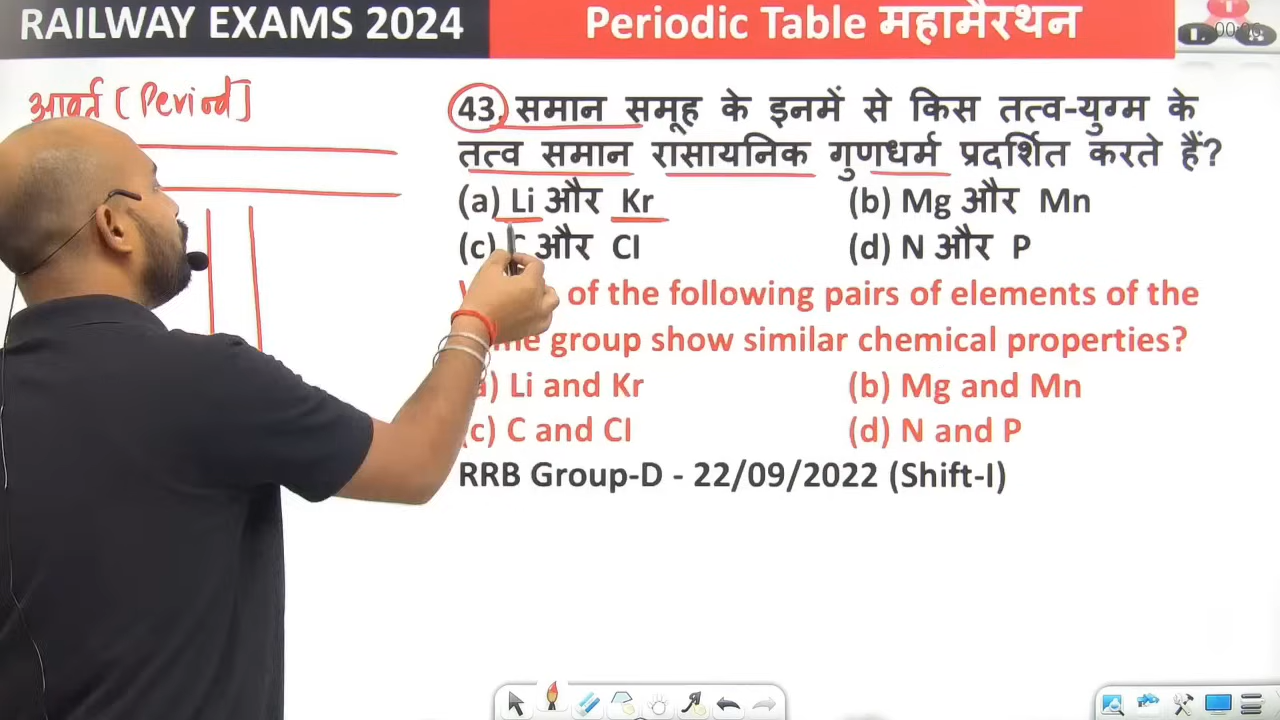 RAILWAY EXAMS 2024
Periodic Table महामैरथन
आवर्त [Period]
43. समान समूह के इनमें से किस तत्व-युग्म के
तत्व समान रासायनिक गुणधर्म प्रदर्शित करते हैं?
(a) Li और Kr (b) Mg और Mn
(c) C और Cl (d) N और P
of the following pairs of elements of the
group show similar chemical properties?
a) Li and Kr (b) Mg and Mn
(c) C and Cl (d) N and P
RRB Group-D - 22/09/2022 (Shift-I)